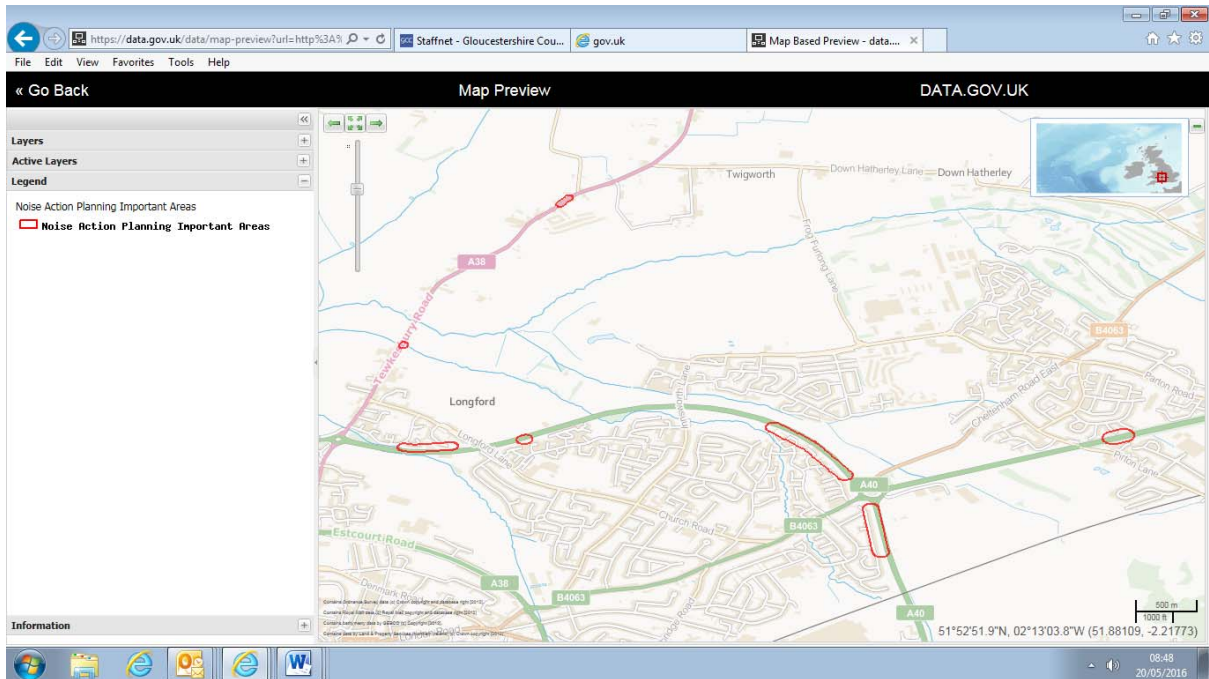 https://data.gov.uk/data/map-preview?url=http%3A%
Staffnet - Gloucestershire Cou...
gov.uk
Map Based Preview - data....
File Edit View Favorites Tools Help
« Go Back
Map Preview
DATA.GOV.UK
Layers
Active Layers
Legend
Noise Action Planning Important Areas
Noise Action Planning Important Areas
Information
Twigworth
Down Hatherley Lane
Down Hatherley
Frog Furlong Lane
A38
Tewkesbury Road
B4063
Parton Road
Longford
Longford Lane
Cheltenham Road East
Pirton Lane
A40
Church Road
B4063
Estcourt Road
A38
Denmark Road
B4063
A40
500 m
1000 ft
51°52'51.9"N, 02°13'03.8"W (51.88109, -2.21773)
08:48
20/05/2016